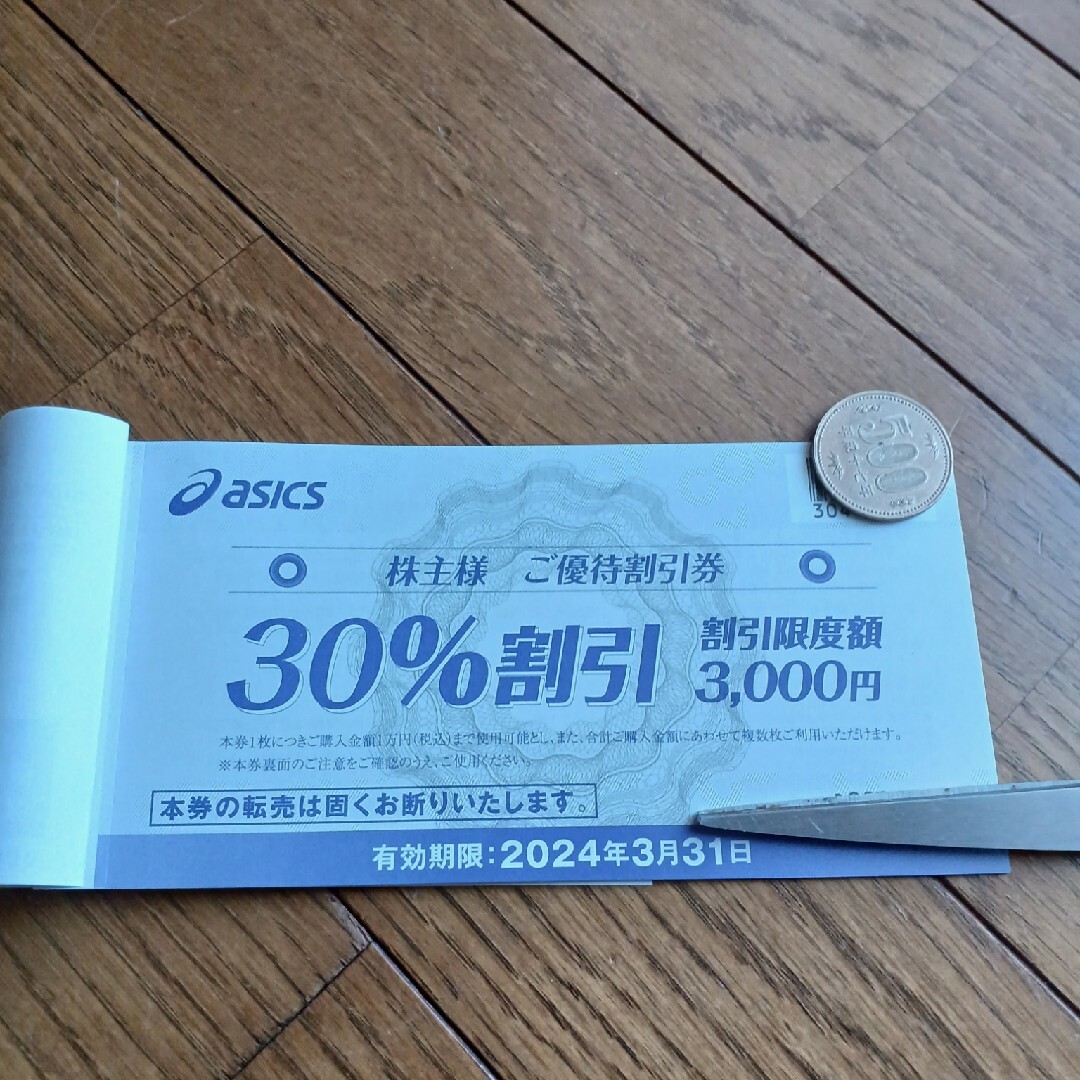 asics
304
株主様 ご優待割引券
30%割引
割引限度額
3,000円
本券1枚につきご購入金額1万円(税込)まで使用可能とし、また、合計ご購入金額にあわせて複数枚ご利用いただけます。
※本券裏面のご注意をご確認のうえ、ご使用ください。
本券の転売は固くお断りいたします。
有効期限:2024年3月31日
500